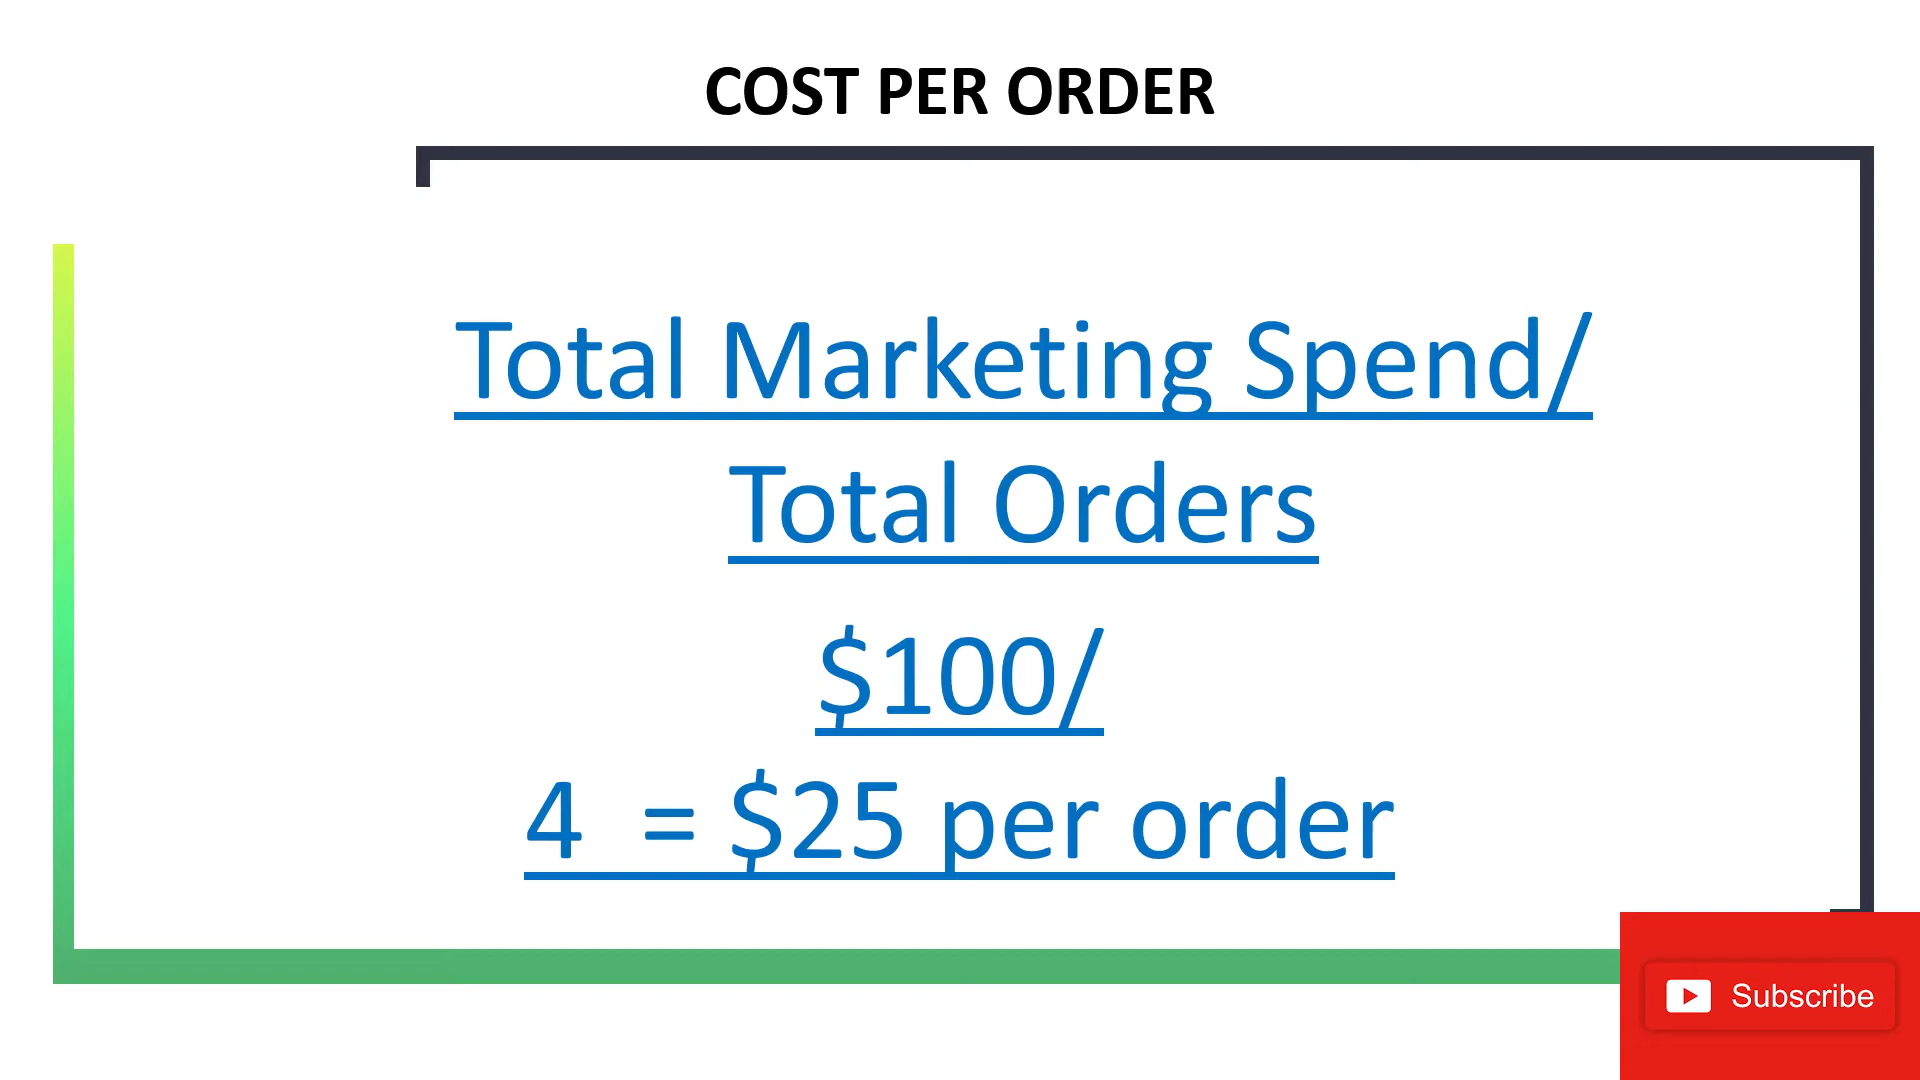 COST PER ORDER
Total Marketing Spend/
Total Orders
$100/
4  = $25 per order
Subscribe